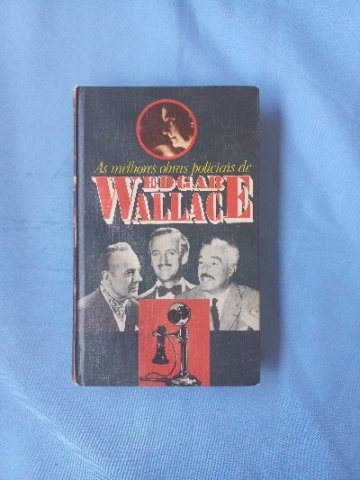 As melhores obras policiais de
EDGAR
WALLACE